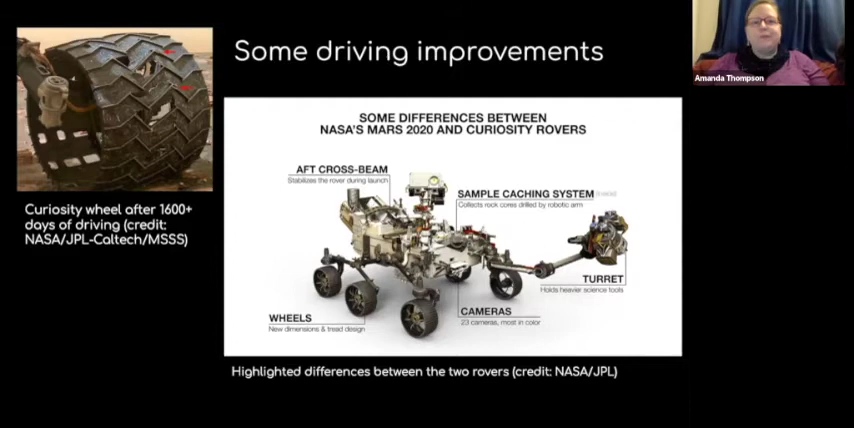 Some driving improvements
Amanda Thompson
SOME DIFFERENCES BETWEEN
NASA'S MARS 2020 AND CURIOSITY ROVERS
AFT CROSS-BEAM
Stabilizes the rover during launch
SAMPLE CACHING SYSTEM
Collects rock cores drilled by robotic arm
TURRET
Holds heavier science tools
CAMERAS
23 cameras, most in color
WHEELS
New dimensions & tread design
Curiosity wheel after 1600+
days of driving (credit:
NASA/JPL-Caltech/MSSS)
Highlighted differences between the two rovers (credit: NASA/JPL)